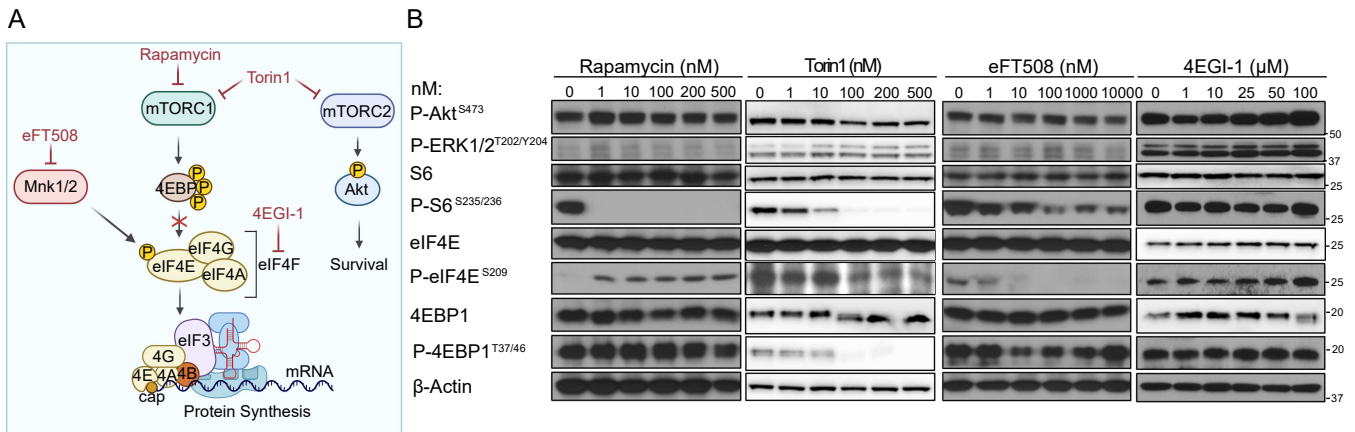 A
Rapamycin
Torin1
mTORC1
mTORC2
eFT508
Mnk1/2
P
P
P
4EBP
P
Akt
4EGI-1
P
eIF4G
eIF4E
eIF4A
eIF4F
Survival
eIF3
4G
4E 4A 4B
mRNA
cap
Protein Synthesis
B
Rapamycin (nM) Torin1 (nM) eFT508 (nM) 4EGI-1 (μM)
nM: 0 1 10 100 200 500 0 1 10 100 200 500 0 1 10 100 1000 10000 0 1 10 25 50 100
P-Akt S473
50
P-ERK1/2 T202/Y204
37
S6
25
P-S6 S235/236
25
eIF4E
25
P-eIF4E S209
25
4EBP1
20
P-4EBP1 T37/46
20
β-Actin
37